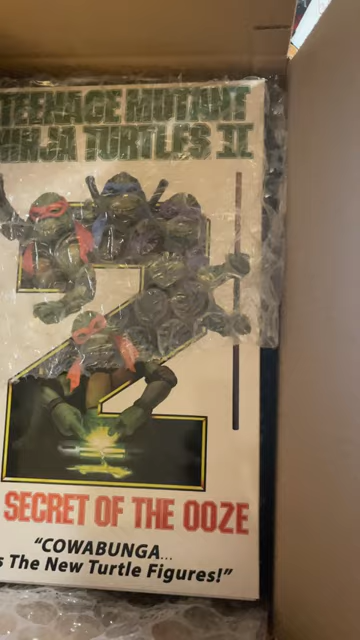 TEENAGE MUTANT
NINJA TURTLES II
2
SECRET OF THE OOZE
"COWABUNGA...
s The New Turtle Figures!"